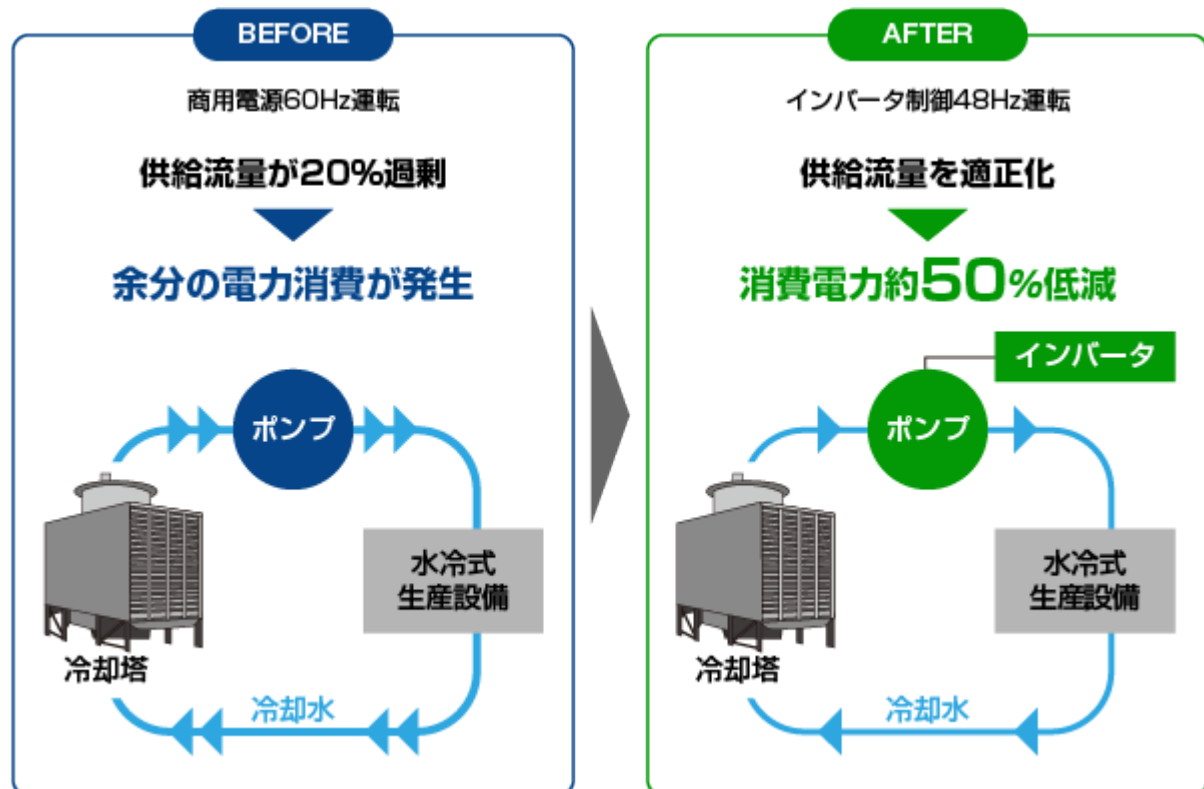 BEFORE
商用電源60Hz運転
供給流量が20%過剰
余分の電力消費が発生
ポンプ
水冷式
生産設備
冷却塔
冷却水
AFTER
インバータ制御48Hz運転
供給流量を適正化
消費電力約50%低減
インバータ
ポンプ
水冷式
生産設備
冷却塔
冷却水